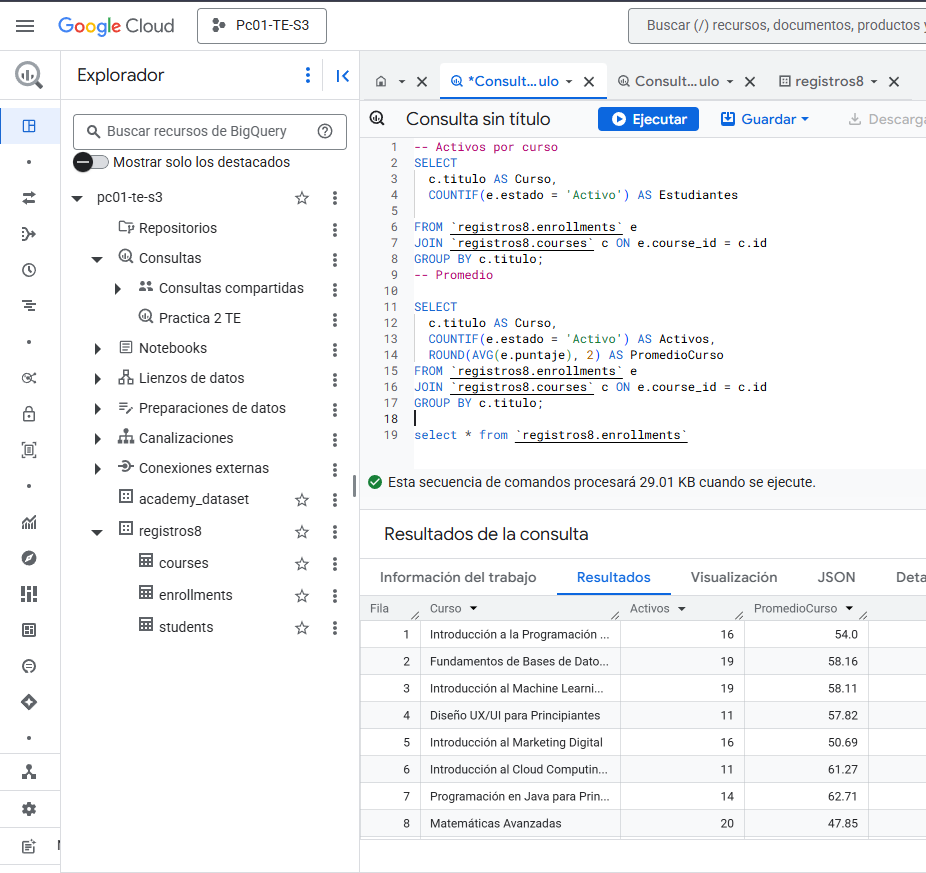 Google Cloud
Pc01-TE-S3
Buscar (/) recursos, documentos, productos y
Explorador
Buscar recursos de BigQuery
Mostrar solo los destacados
pc01-te-s3
Repositorios
Consultas
Consultas compartidas
Practica 2 TE
Notebooks
Lienzos de datos
Preparaciones de datos
Canalizaciones
Conexiones externas
academy_dataset
registros8
courses
enrollments
students
*Consult...ulo
Consult...ulo
registros8
Consulta sin título
Ejecutar
Guardar
Descarga
1 -- Activos por curso
2 SELECT
3 c.titulo AS Curso,
4 COUNTIF(e.estado = 'Activo') AS Estudiantes
5
6 FROM `registros8.enrollments` e
7 JOIN `registros8.courses` c ON e.course_id = c.id
8 GROUP BY c.titulo;
9 -- Promedio
10
11 SELECT
12 c.titulo AS Curso,
13 COUNTIF(e.estado = 'Activo') AS Activos,
14 ROUND(AVG(e.puntaje), 2) AS PromedioCurso
15 FROM `registros8.enrollments` e
16 JOIN `registros8.courses` c ON e.course_id = c.id
17 GROUP BY c.titulo;
18
19 select * from `registros8.enrollments`
Esta secuencia de comandos procesará 29.01 KB cuando se ejecute.
Resultados de la consulta
Información del trabajo Resultados Visualización JSON Deta
Fila Curso Activos PromedioCurso
1 Introducción a la Programación ... 16 54.0
2 Fundamentos de Bases de Dato... 19 58.16
3 Introducción al Machine Learni... 19 58.11
4 Diseño UX/UI para Principiantes 11 57.82
5 Introducción al Marketing Digital 16 50.69
6 Introducción al Cloud Computin... 11 61.27
7 Programación en Java para Prin... 14 62.71
8 Matemáticas Avanzadas 20 47.85